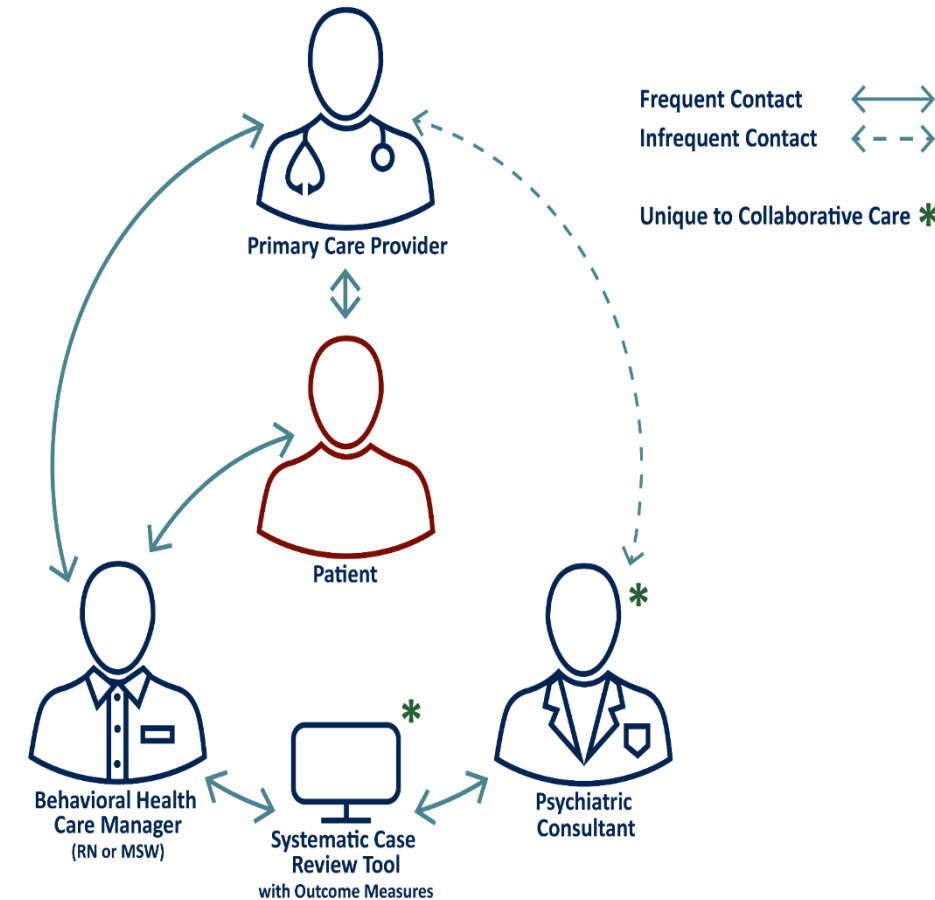 Frequent Contact
Infrequent Contact
Unique to Collaborative Care *
Primary Care Provider
Patient
*
*
Behavioral Health
Care Manager
(RN or MSW)
Systematic Case
Review Tool
with Outcome Measures
Psychiatric
Consultant